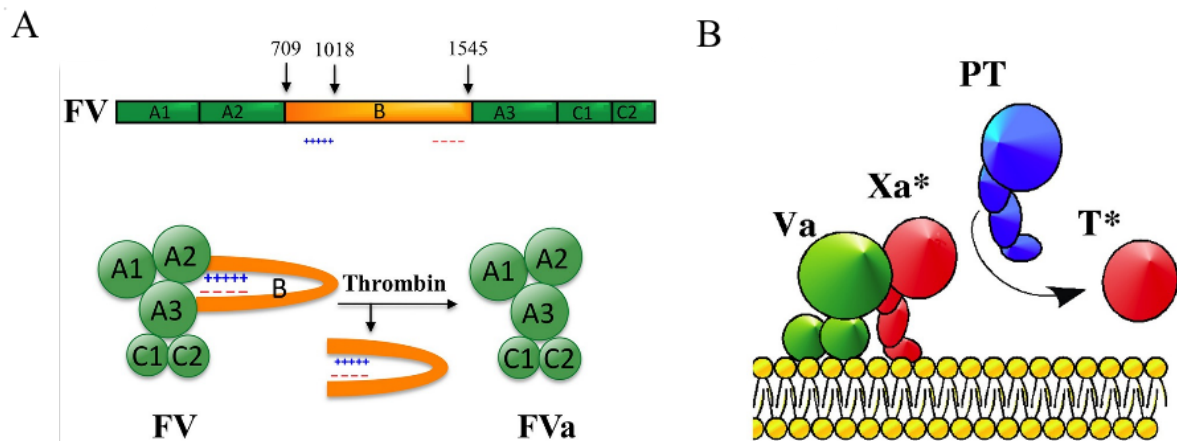 A
709 1018 1545
FV A1 A2 B A3 C1 C2
+++++ ----
A1 A2 +++++ ----- B A3 C1 C2
Thrombin
+++++ -----
A1 A2 A3 C1 C2
FV FVa
B
PT
Xa*
Va T*